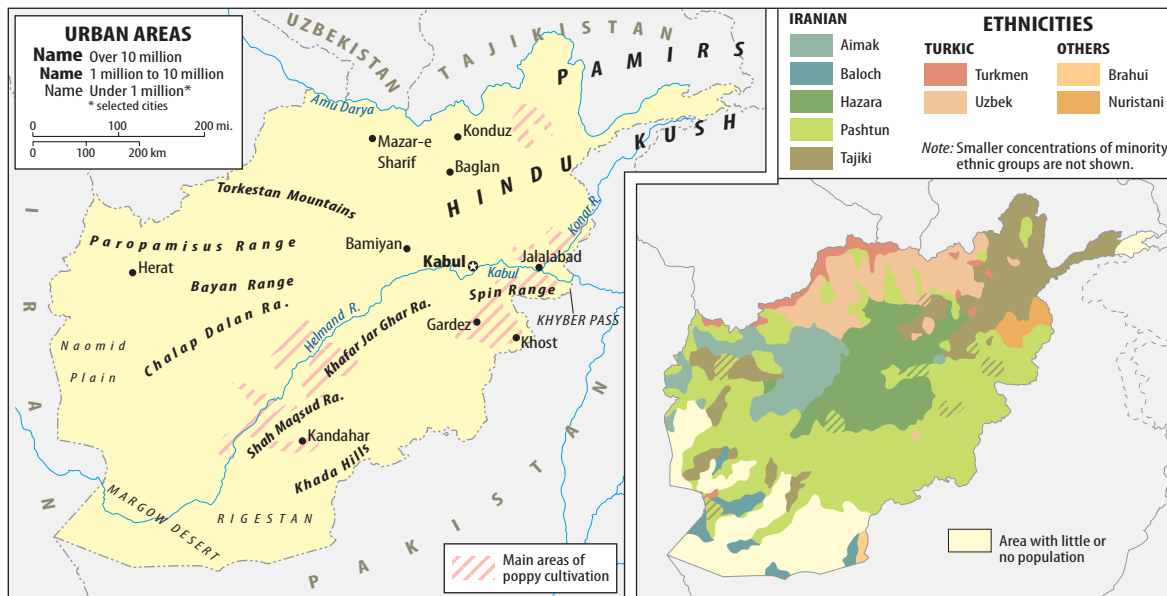 URBAN AREAS
Name Over 10 million
Name 1 million to 10 million
Name Under 1 million*
* selected cities
0 100 200 mi.
0 100 200 km
UZBEKISTAN
TAJIKISTAN
PAMIRS
HINDU KUSH
Amu Darya
Mazar-e
Sharif
Konduz
Baglan
Torkestan Mountains
Konar R.
Paropamisus Range
Bamiyan
Kabul
Kabul
Jalalabad
Herat
Bayan Range
Spin Range
KHYBER PASS
Chalap Dalan Ra.
Helmand R.
Khafar Jar Ghar Ra.
Gardez
Khost
Naomid
Plain
Shah Maqsud Ra.
Kandahar
Khada Hills
MARGOW DESERT
RIGESTAN
IRAN
PAKISTAN
Main areas of
poppy cultivation
ETHNICITIES
IRANIAN
Aimak
Baloch
Hazara
Pashtun
Tajiki
TURKIC
Turkmen
Uzbek
OTHERS
Brahui
Nuristani
Note: Smaller concentrations of minority
ethnic groups are not shown.
Area with little or
no population